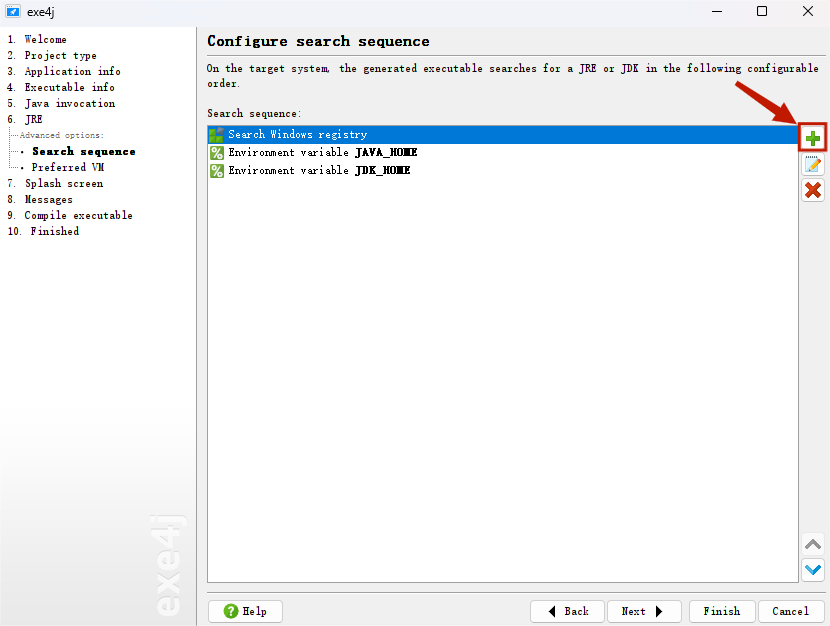 exe4j
1. Welcome
2. Project type
3. Application info
4. Executable info
5. Java invocation
6. JRE
Advanced options:
Search sequence
Preferred VM
7. Splash screen
8. Messages
9. Compile executable
10. Finished
exe4j
Configure search sequence
On the target system, the generated executable searches for a JRE or JDK in the following configurable
order.
Search sequence:
Search Windows registry
Environment variable JAVA_HOME
Environment variable JDK_HOME
Help
Back
Next
Finish
Cancel